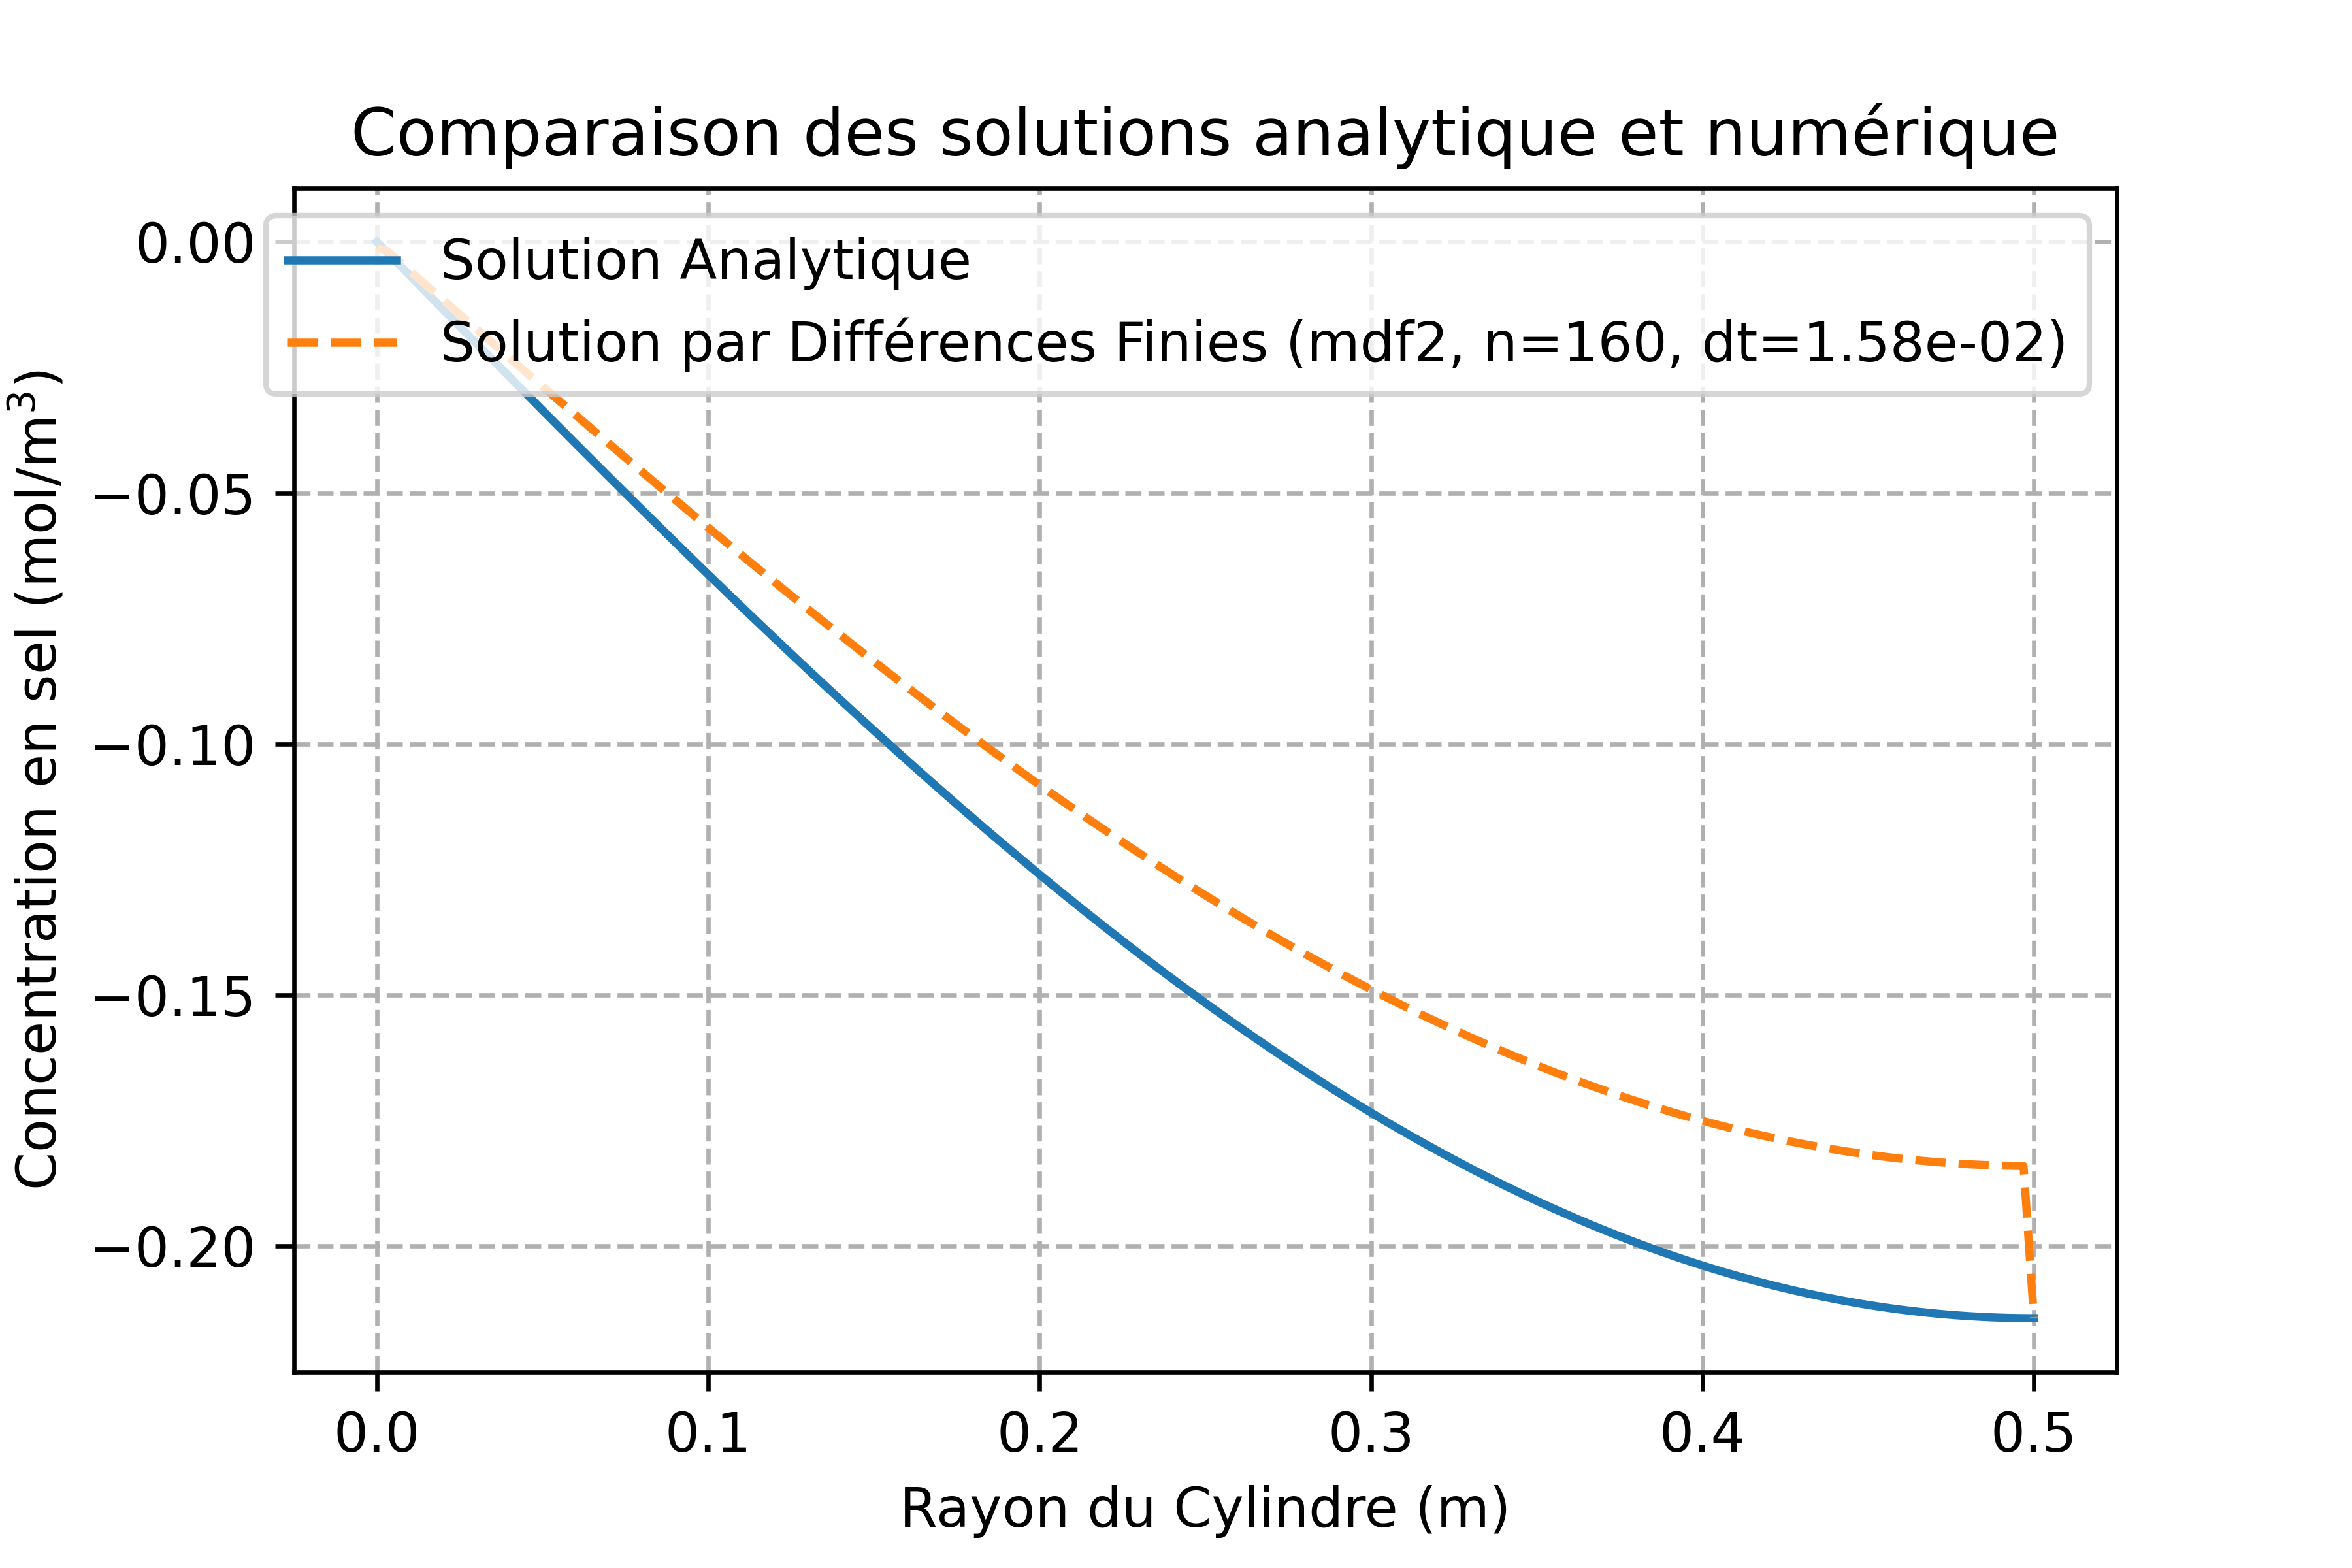 Comparaison des solutions analytique et numérique
Solution Analytique
Solution par Différences Finies (mdf2, n=160, dt=1.58e-02)
Concentration en sel (mol/m³)
0.00
−0.05
−0.10
−0.15
−0.20
0.0 0.1 0.2 0.3 0.4 0.5
Rayon du Cylindre (m)